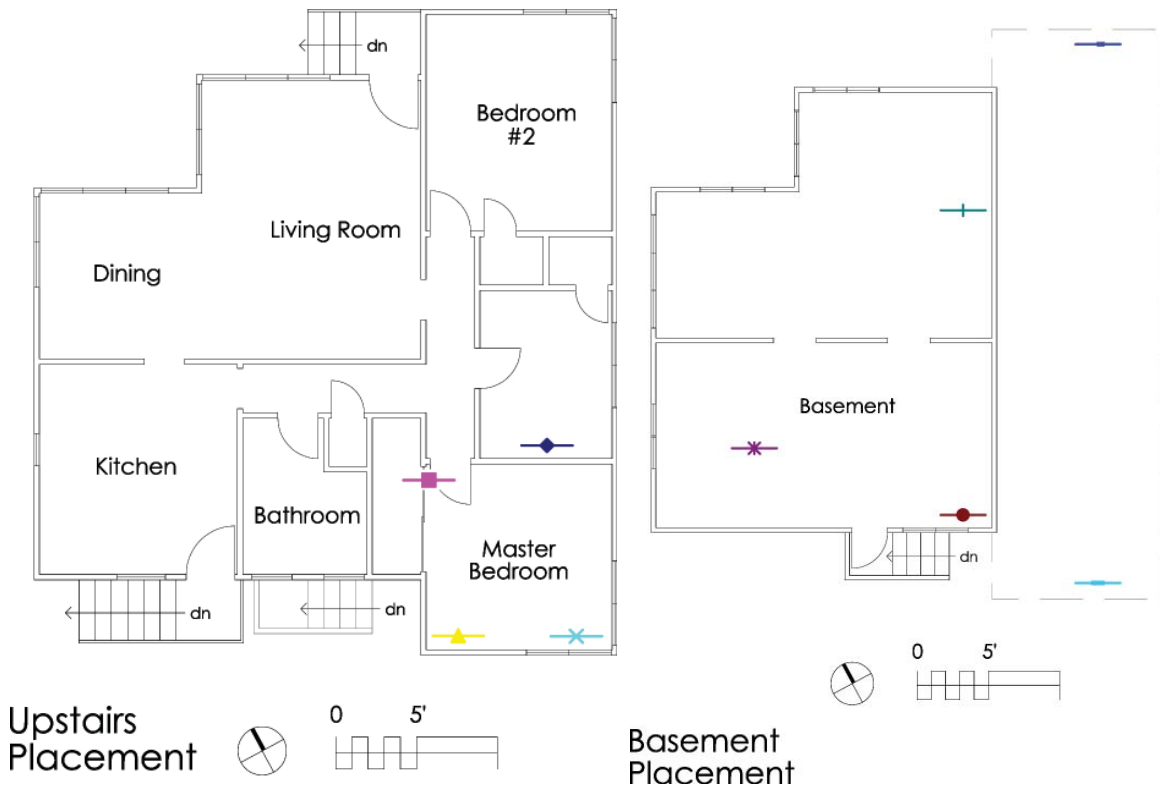 dn
Bedroom
#2
Living Room
Dining
Kitchen
Bathroom
Master
Bedroom
dn
dn
0 5'
Upstairs
Placement
Basement
dn
0 5'
Basement
Placement